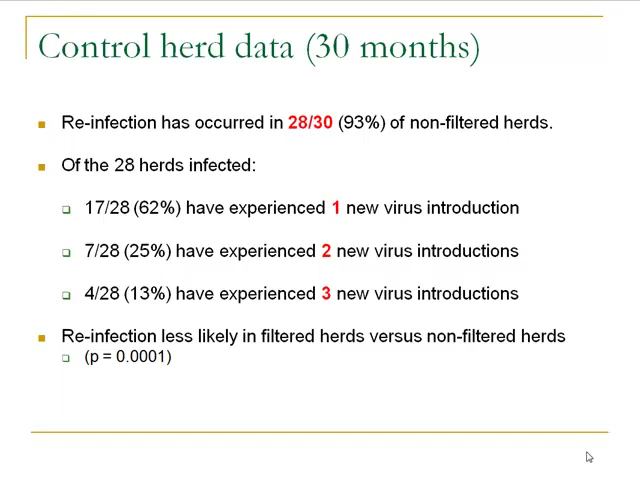 Control herd data (30 months)
Re-infection has occurred in 28/30 (93%) of non-filtered herds.
Of the 28 herds infected:
17/28 (62%) have experienced 1 new virus introduction
7/28 (25%) have experienced 2 new virus introductions
4/28 (13%) have experienced 3 new virus introductions
Re-infection less likely in filtered herds versus non-filtered herds
(p = 0.0001)